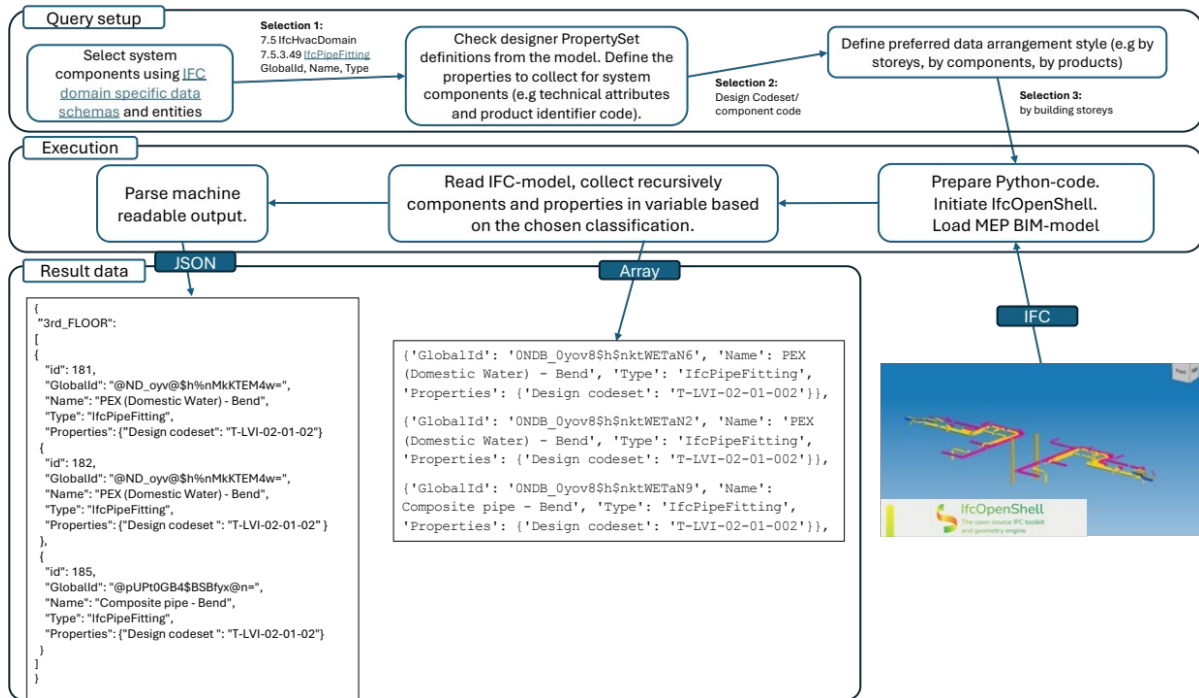 Query setup
Select system
components using IFC
domain specific data
schemas and entities
Selection 1:
7.5 IfcHvacDomain
7.5.3.49 IfcPipeFitting
GlobalId, Name, Type
Check designer PropertySet
definitions from the model. Define the
properties to collect for system
components (e.g technical attributes
and product identifier code).
Selection 2:
Design Codeset/
component code
Define preferred data arrangement style (e.g by
storeys, by components, by products)
Selection 3:
by building storeys
Execution
Parse machine
readable output.
Read IFC-model, collect recursively
components and properties in variable based
on the chosen classification.
Prepare Python-code.
Initiate IfcOpenShell.
Load MEP BIM-model
Result data
JSON
{
"3rd_FLOOR":
[
{
"id": 181,
"GlobalId": "@ND_oyv@$h%nMkKTEM4w=",
"Name": "PEX (Domestic Water) - Bend",
"Type": "IfcPipeFitting",
"Properties": {"Design codeset": "T-LVI-02-01-02"}
{
"id": 182,
"GlobalId": "@ND_oyv@$h%nMkKTEM4w=",
"Name": "PEX (Domestic Water) - Bend",
"Type": "IfcPipeFitting",
"Properties": {"Design codeset ": "T-LVI-02-01-02" }
},
{
"id": 185,
"GlobalId": "@pUPt0GB4$BSBfyx@n=",
"Name": "Composite pipe - Bend",
"Type": "IfcPipeFitting",
"Properties": {"Design codeset ": "T-LVI-02-01-02"}
}
]
}
Array
{'GlobalId': '0NDB_0yov8$h$nktWETaN6', 'Name': PEX
(Domestic Water) - Bend', 'Type': 'IfcPipeFitting',
'Properties': {'Design codeset': 'T-LVI-02-01-002'}},
{'GlobalId': '0NDB_0yov8$h$nktWETaN2', 'Name': 'PEX
(Domestic Water) - Bend', 'Type': 'IfcPipeFitting',
'Properties': {'Design codeset': 'T-LVI-02-01-002'}},
{'GlobalId': '0NDB_0yov8$h$nktWETaN9', 'Name':
Composite pipe - Bend', 'Type': 'IfcPipeFitting',
'Properties': {'Design codeset': 'T-LVI-02-01-002'}},
IFC
IfcOpenShell
The open source IFC toolkit
and geometry engine